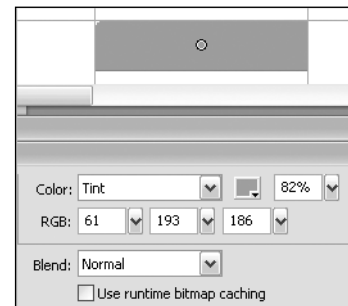 Color: Tint 82%
RGB: 61 193 186
Blend: Normal
Use runtime bitmap caching